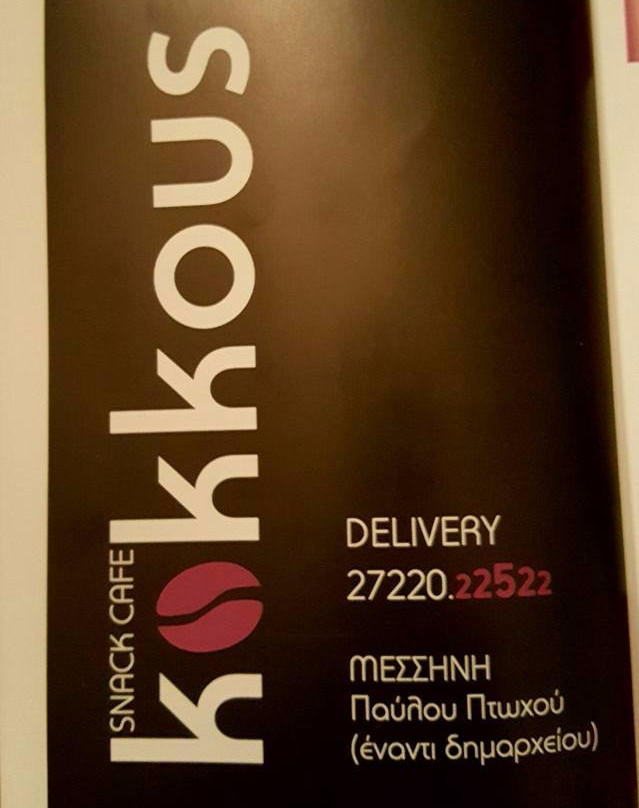 SNACK CAFE
kokkous
DELIVERY
27220.22522
ΜΕΣΣΗΝΗ
Παύλου Πτωχού
(έναντι δημαρχείου)